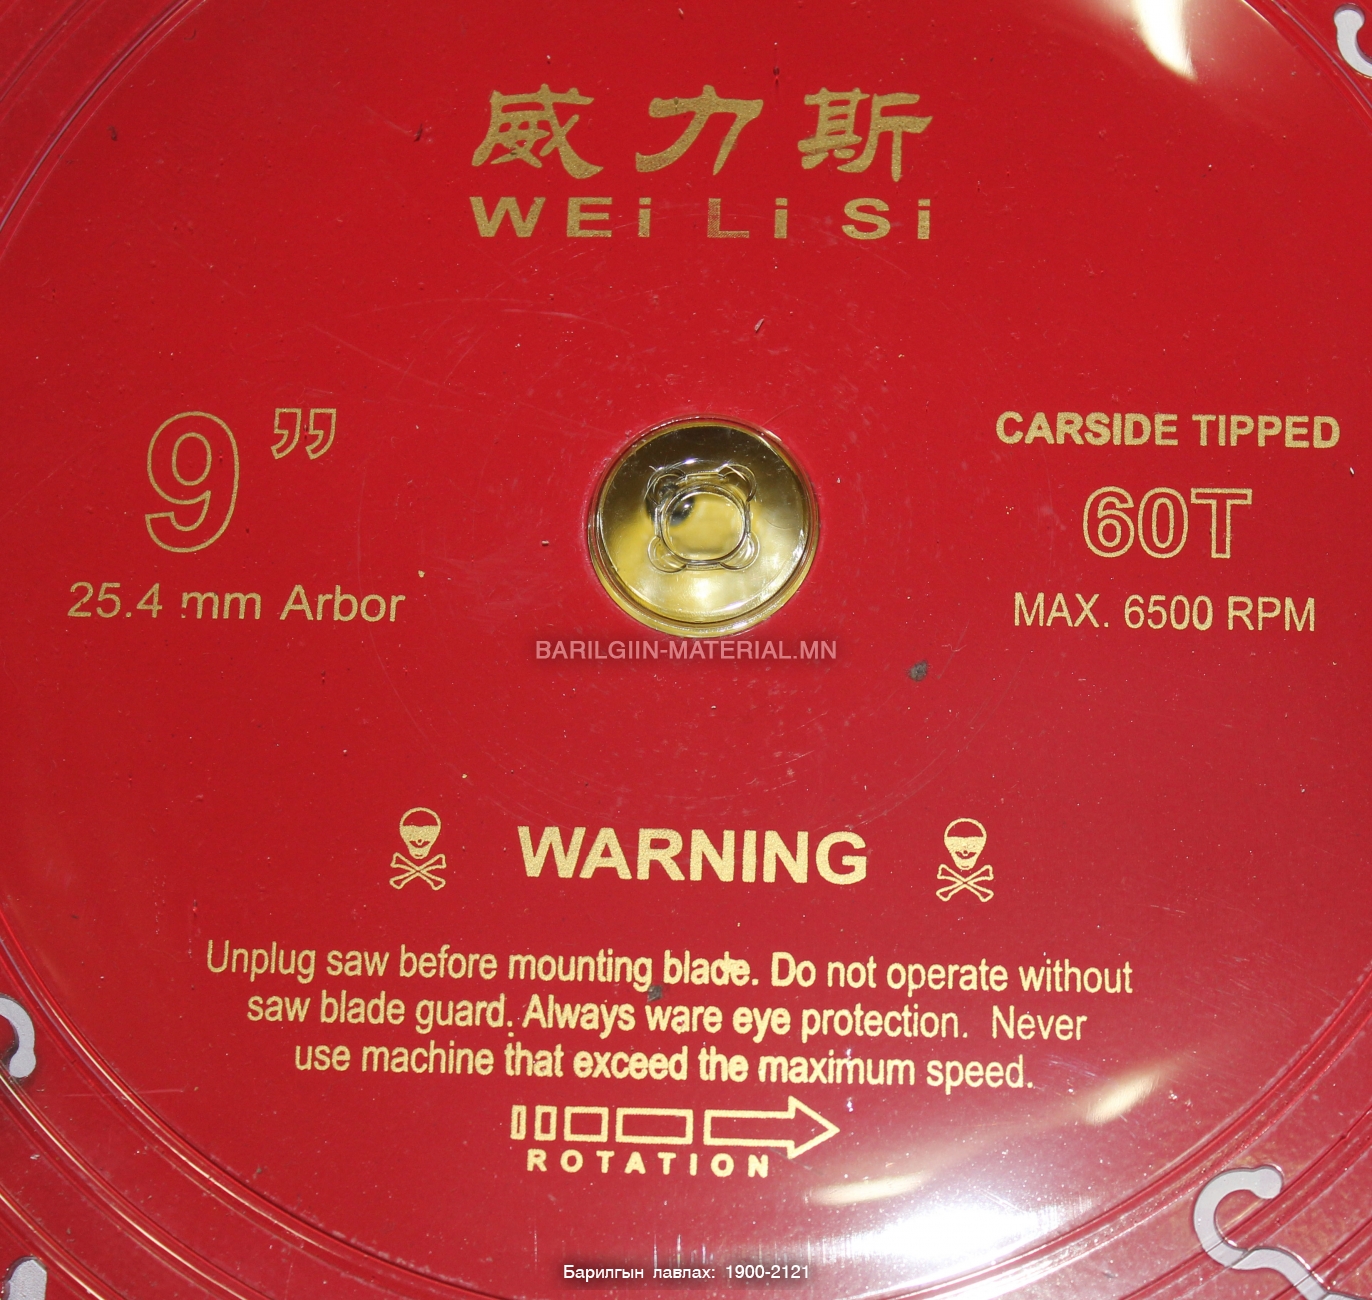 威力斯
WEi Li Si
9”
25.4 mm Arbor
CARSIDE TIPPED
60T
MAX. 6500 RPM
BARILGIIN-MATERIAL.MN
WARNING
Unplug saw before mounting blade. Do not operate without
saw blade guard. Always ware eye protection. Never
use machine that exceed the maximum speed.
ROTATION
Барилгын лавлах: 1900-2121